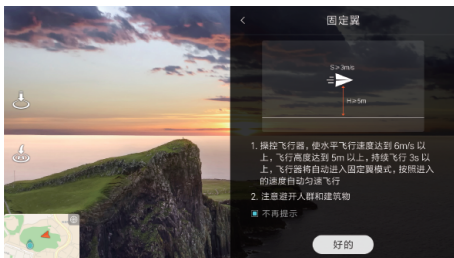 固定翼
S≥3m/s
H≥5m
1. 操控飞行器，使水平飞行速度达到 6m/s 以
上，飞行高度达到 5m 以上，持续飞行 3s 以
上，飞行器将自动进入固定翼模式，按照进入
的速度自动匀速飞行
2. 注意避开人群和建筑物
不再提示
好的